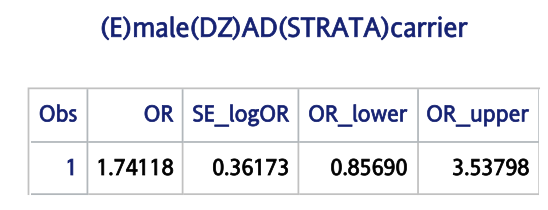 (E)male(DZ)AD(STRATA)carrier
Obs OR SE_logOR OR_lower OR_upper
1 1.74118 0.36173 0.85690 3.53798